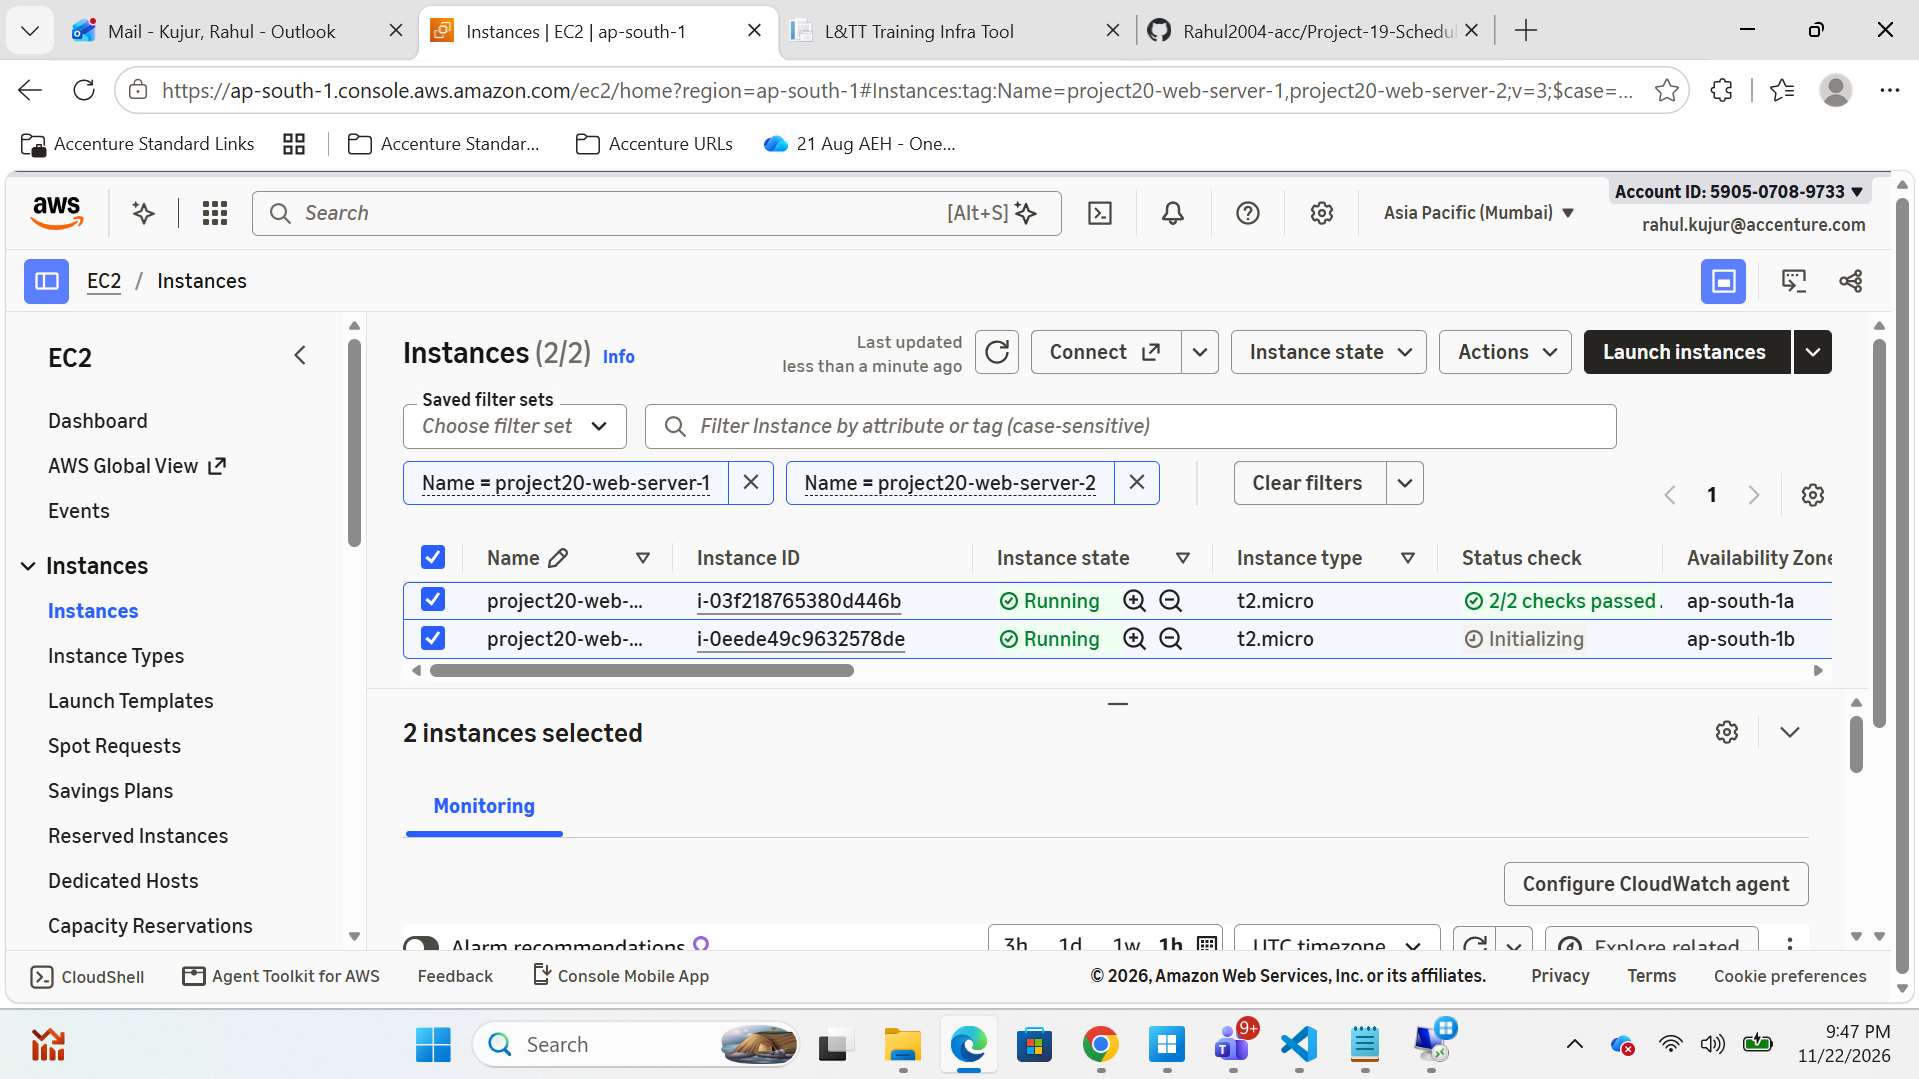 Mail - Kujur, Rahul - Outlook
Instances | EC2 | ap-south-1
L&TT Training Infra Tool
Rahul2004-acc/Project-19-Schedul
https://ap-south-1.console.aws.amazon.com/ec2/home?region=ap-south-1#Instances:tag:Name=project20-web-server-1,project20-web-server-2;v=3;$case=...
Accenture Standard Links
Accenture Standar...
Accenture URLs
21 Aug AEH - One...
aws
Search
[Alt+S]
Asia Pacific (Mumbai)
Account ID: 5905-0708-9733
rahul.kujur@accenture.com
EC2 / Instances
EC2
Dashboard
AWS Global View
Events
Instances
Instances
Instance Types
Launch Templates
Spot Requests
Savings Plans
Reserved Instances
Dedicated Hosts
Capacity Reservations
Instances (2/2) Info
Last updated
less than a minute ago
Connect
Instance state
Actions
Launch instances
Saved filter sets
Choose filter set
Filter Instance by attribute or tag (case-sensitive)
Name = project20-web-server-1
Name = project20-web-server-2
Clear filters
1
Name Instance ID Instance state Instance type Status check Availability Zone
project20-web-... i-03f218765380d446b Running t2.micro 2/2 checks passed . ap-south-1a
project20-web-... i-0eede49c9632578de Running t2.micro Initializing ap-south-1b
2 instances selected
Monitoring
Configure CloudWatch agent
Alarm recommendations
3h 1d 1w 1h
UTC timezone
Explore related
CloudShell
Agent Toolkit for AWS
Feedback
Console Mobile App
© 2026, Amazon Web Services, Inc. or its affiliates.
Privacy
Terms
Cookie preferences
Search
9+
9:47 PM
11/22/2026